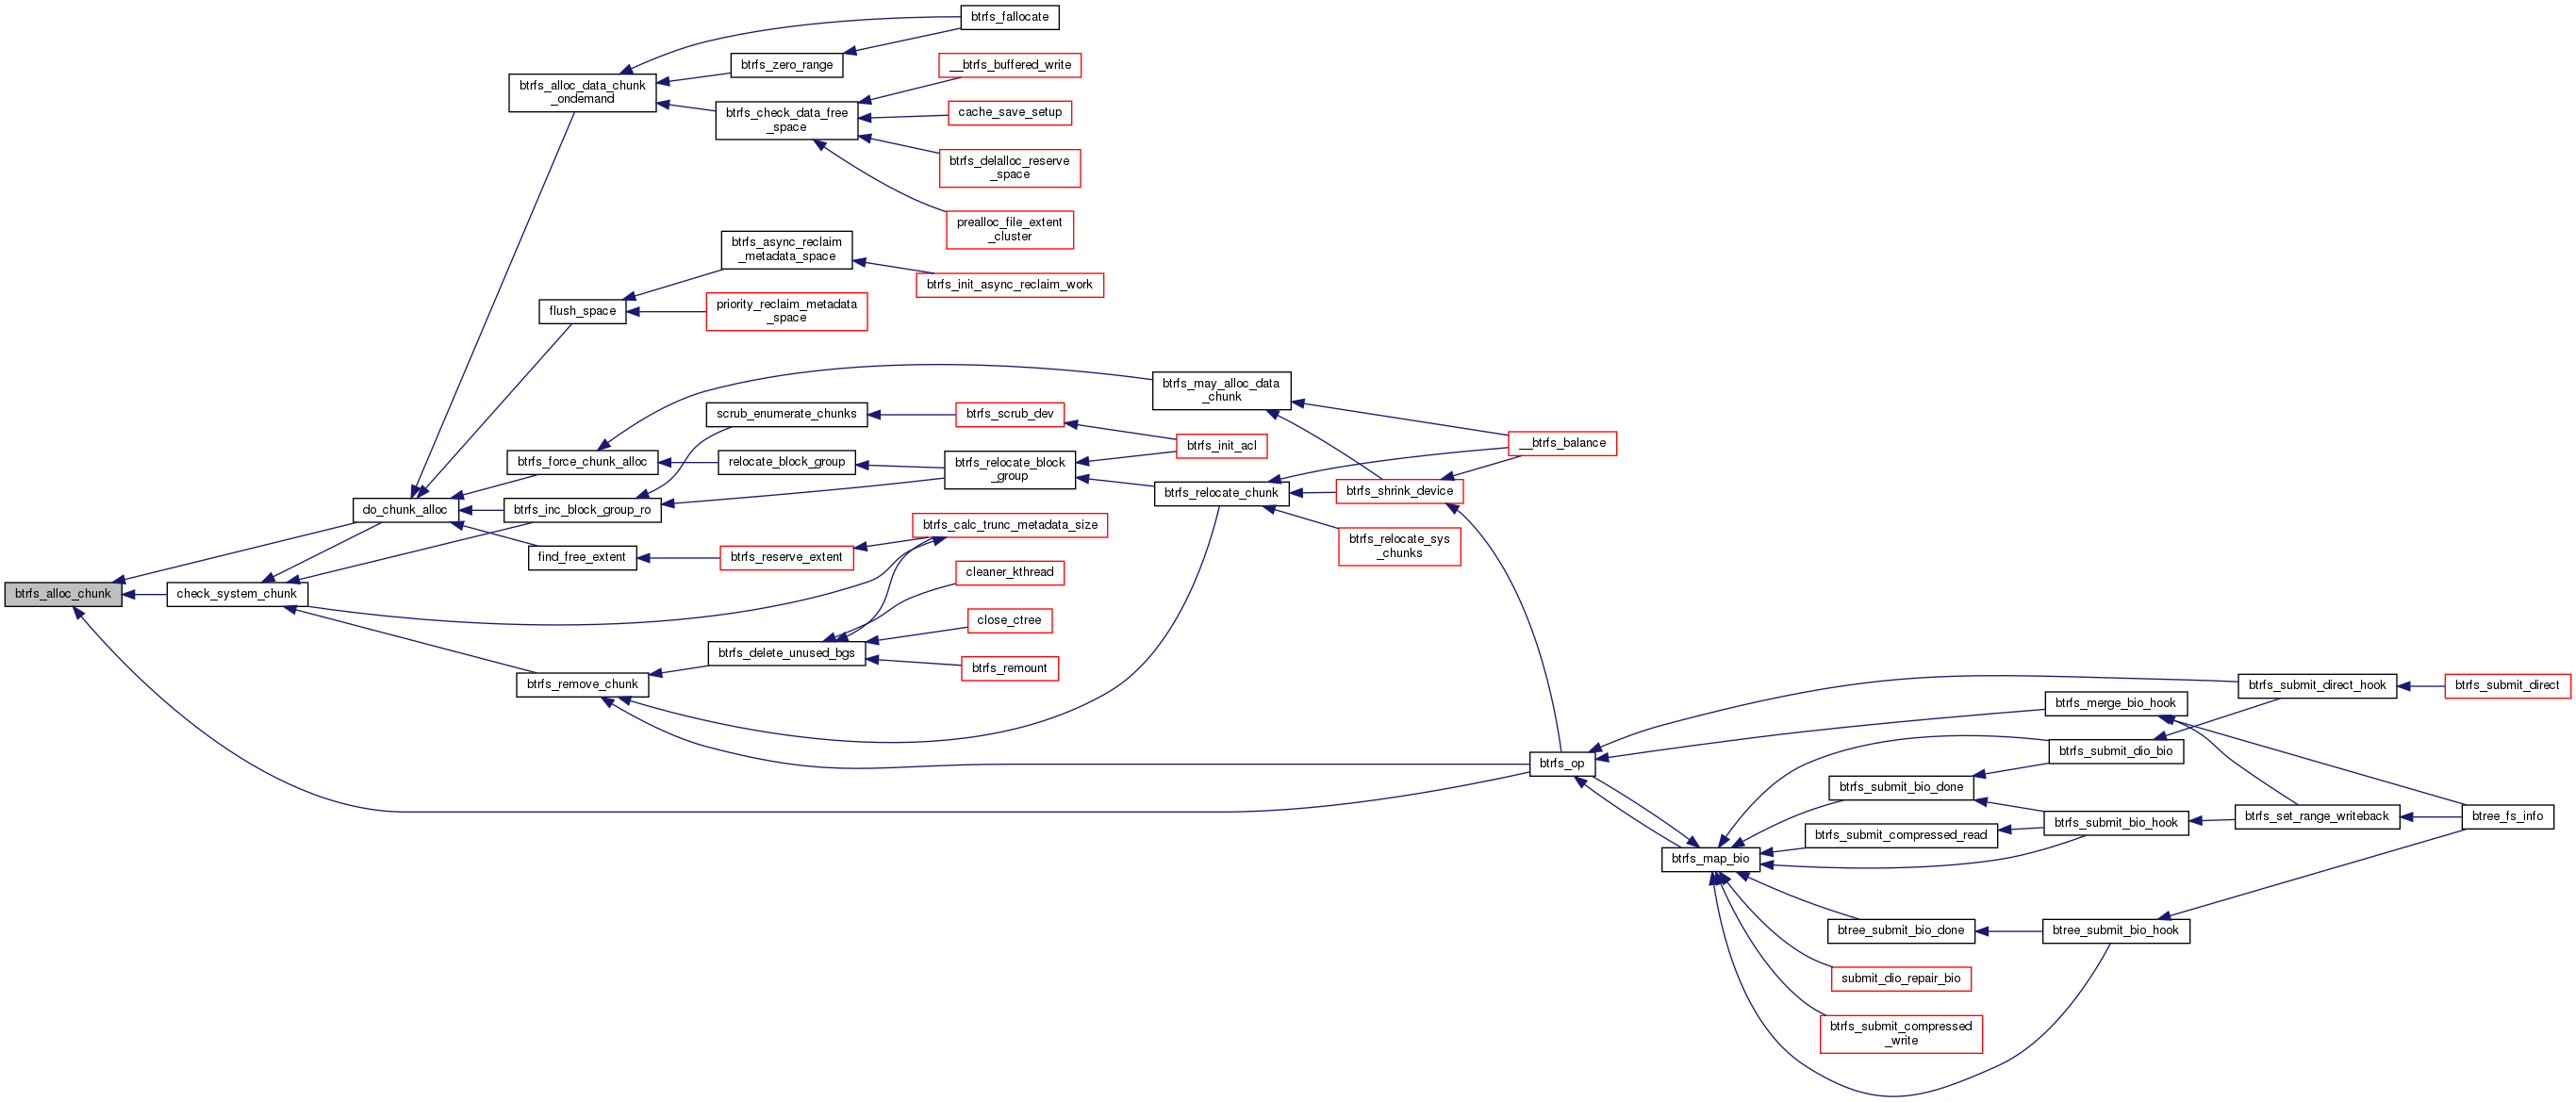 btrfs_fallocate
btrfs_zero_range
__btrfs_buffered_write
btrfs_alloc_data_chunk
_ondemand
btrfs_check_data_free
_space
cache_save_setup
btrfs_delalloc_reserve
_space
prealloc_file_extent
_cluster
btrfs_async_reclaim
_metadata_space
btrfs_init_async_reclaim_work
flush_space
priority_reclaim_metadata
_space
btrfs_may_alloc_data
_chunk
scrub_enumerate_chunks
btrfs_scrub_dev
btrfs_init_acl
__btrfs_balance
btrfs_force_chunk_alloc
relocate_block_group
btrfs_relocate_block
_group
btrfs_relocate_chunk
btrfs_shrink_device
do_chunk_alloc
btrfs_inc_block_group_ro
btrfs_calc_trunc_metadata_size
btrfs_relocate_sys
_chunks
find_free_extent
btrfs_reserve_extent
cleaner_kthread
btrfs_alloc_chunk
check_system_chunk
close_ctree
btrfs_delete_unused_bgs
btrfs_remount
btrfs_remove_chunk
btrfs_submit_direct_hook
btrfs_submit_direct
btrfs_merge_bio_hook
btrfs_submit_dio_bio
btrfs_op
btrfs_submit_bio_done
btrfs_submit_bio_hook
btrfs_set_range_writeback
btree_fs_info
btrfs_submit_compressed_read
btrfs_map_bio
btree_submit_bio_done
btree_submit_bio_hook
submit_dio_repair_bio
btrfs_submit_compressed
_write